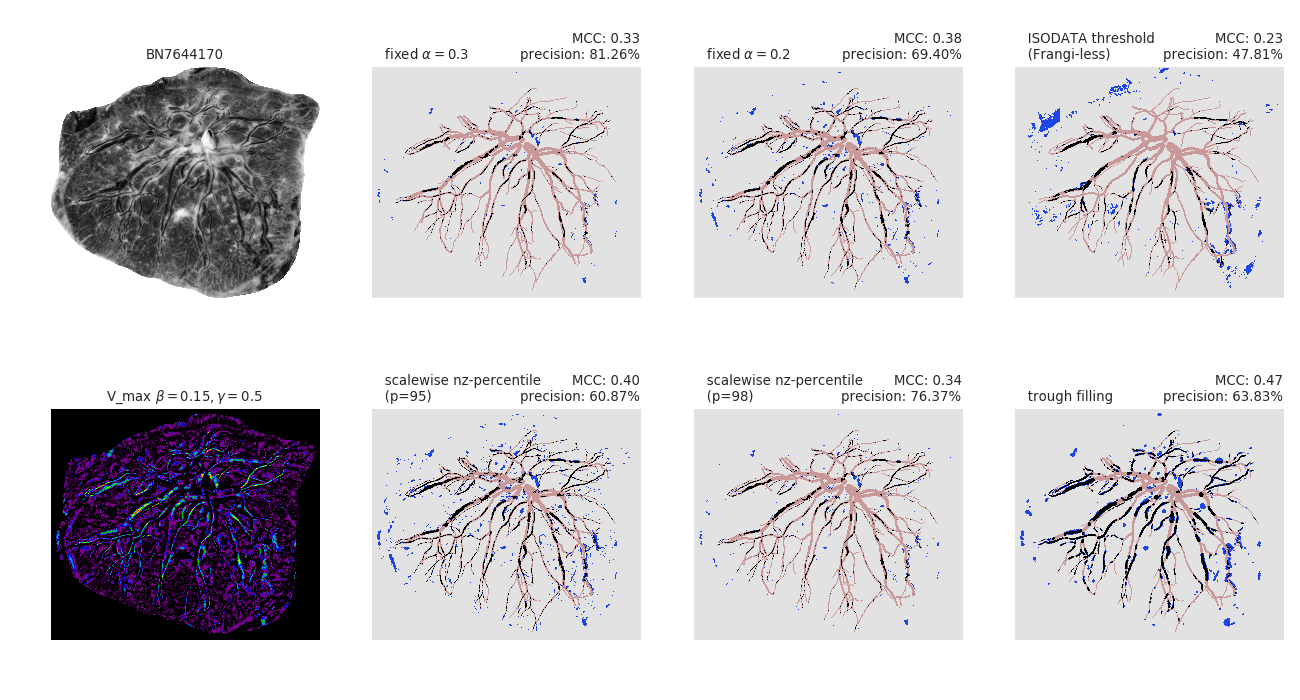 BN7644170
fixed α = 0.3
MCC: 0.33
precision: 81.26%
fixed α = 0.2
MCC: 0.38
precision: 69.40%
ISODATA threshold
(Frangi-less)
MCC: 0.23
precision: 47.81%
V_max β = 0.15, γ = 0.5
scalewise nz-percentile
(p=95)
MCC: 0.40
precision: 60.87%
scalewise nz-percentile
(p=98)
MCC: 0.34
precision: 76.37%
trough filling
MCC: 0.47
precision: 63.83%